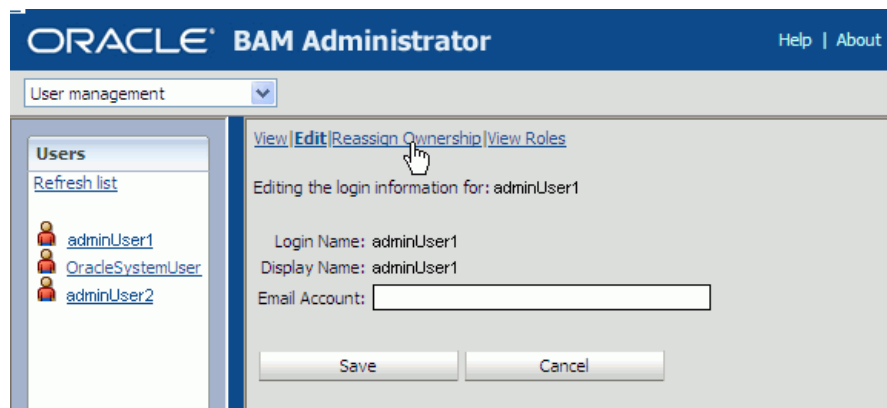 ORACLE BAM Administrator
Help | About
User management
Users
Refresh list
adminUser1
OracleSystemUser
adminUser2
View|Edit|Reassign Ownership|View Roles
Editing the login information for: adminUser1
Login Name: adminUser1
Display Name: adminUser1
Email Account:
Save Cancel